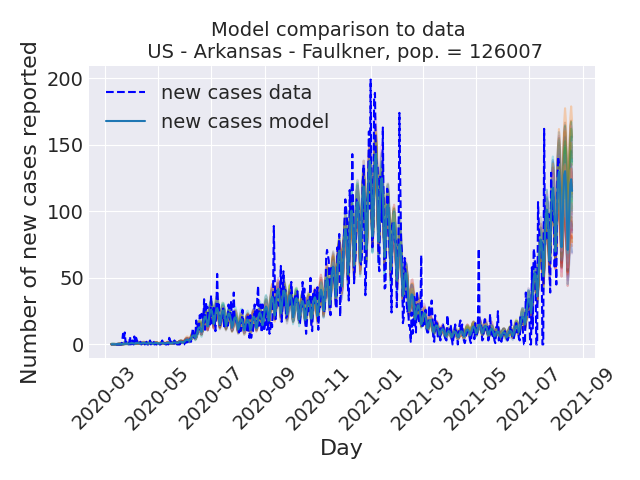 Model comparison to data
US - Arkansas - Faulkner, pop. = 126007
Number of new cases reported
200
150
100
50
0
new cases data
new cases model
2020-03
2020-05
2020-07
2020-09
2020-11
2021-01
2021-03
2021-05
2021-07
2021-09
Day